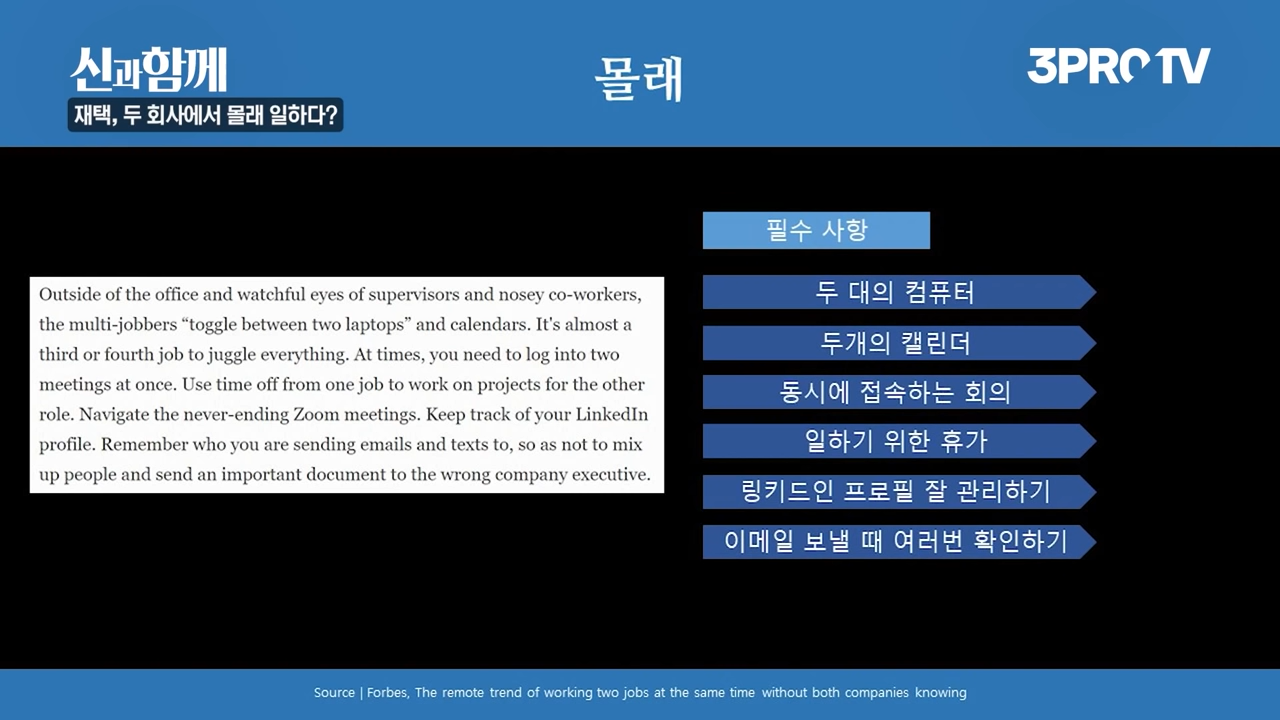 신과함께
재택, 두 회사에서 몰래 일하다?
몰래
3PROTV
Outside of the office and watchful eyes of supervisors and nosey co-workers,
the multi-jobbers “toggle between two laptops” and calendars. It's almost a
third or fourth job to juggle everything. At times, you need to log into two
meetings at once. Use time off from one job to work on projects for the other
role. Navigate the never-ending Zoom meetings. Keep track of your LinkedIn
profile. Remember who you are sending emails and texts to, so as not to mix
up people and send an important document to the wrong company executive.
필수 사항
두 대의 컴퓨터
두개의 캘린더
동시에 접속하는 회의
일하기 위한 휴가
링키드인 프로필 잘 관리하기
이메일 보낼 때 여러번 확인하기
Source | Forbes, The remote trend of working two jobs at the same time without both companies knowing